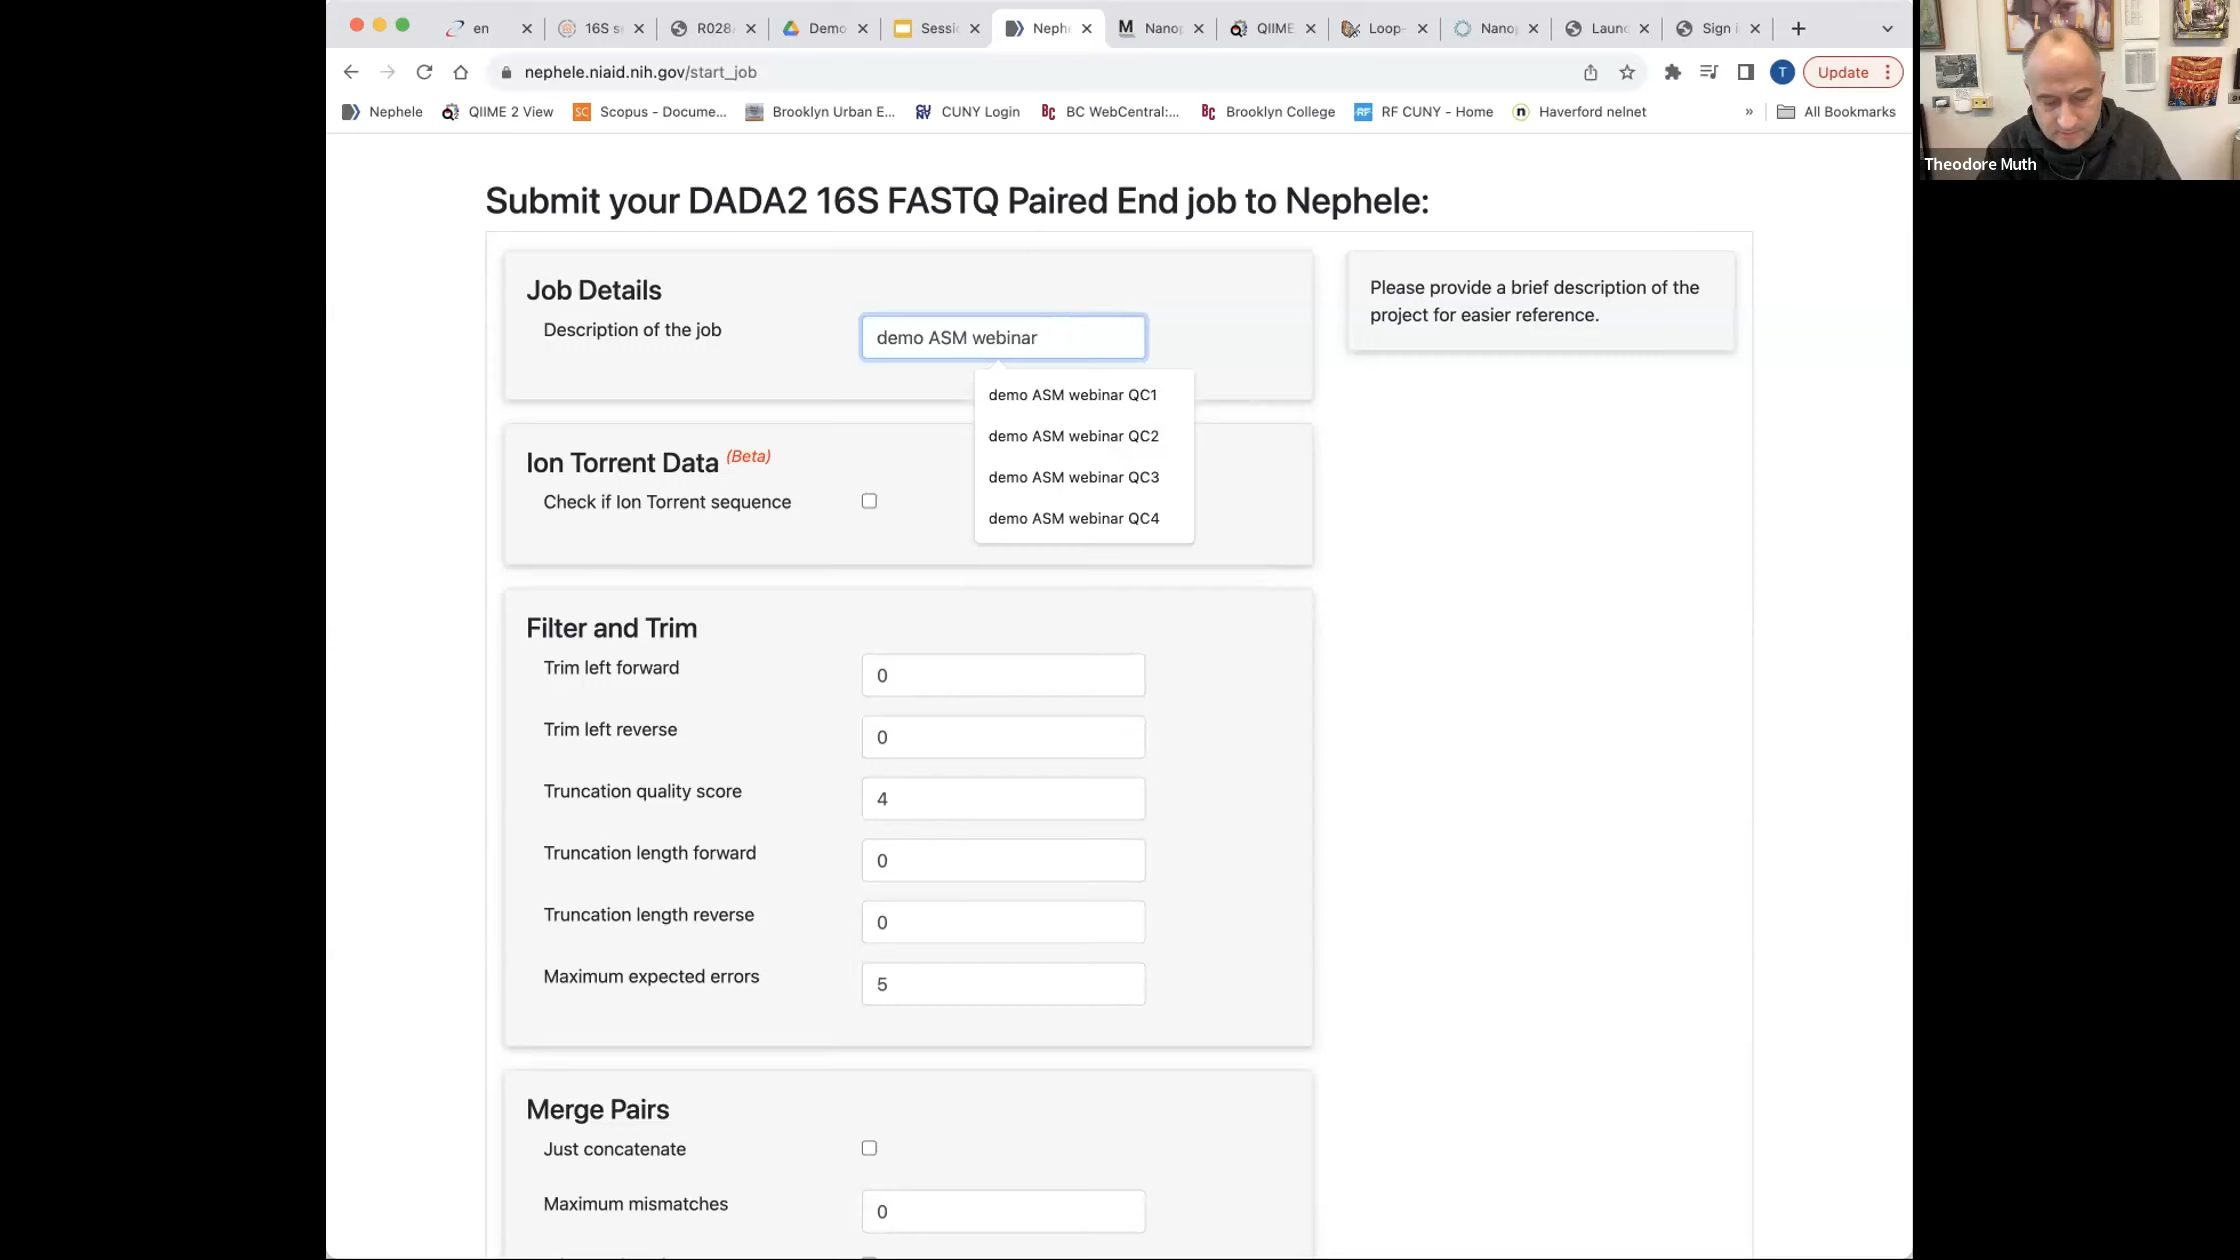 en
16S s
R028
Demo
Sessi
Neph
Nano
QIIME
Loop-
Nano
Laun
Sign i
nephele.niaid.nih.gov/start_job
T
Update
Nephele
QIIME 2 View
SC
Scopus - Docume...
Brooklyn Urban E...
CUNY Login
BC WebCentral:...
Brooklyn College
RF CUNY - Home
Haverford nelnet
»
All Bookmarks
Theodore Muth
Submit your DADA2 16S FASTQ Paired End job to Nephele:
Job Details
Description of the job
demo ASM webinar
Please provide a brief description of the
project for easier reference.
demo ASM webinar QC1
demo ASM webinar QC2
demo ASM webinar QC3
demo ASM webinar QC4
Ion Torrent Data (Beta)
Check if Ion Torrent sequence
Filter and Trim
Trim left forward
0
Trim left reverse
0
Truncation quality score
4
Truncation length forward
0
Truncation length reverse
0
Maximum expected errors
5
Merge Pairs
Just concatenate
Maximum mismatches
0